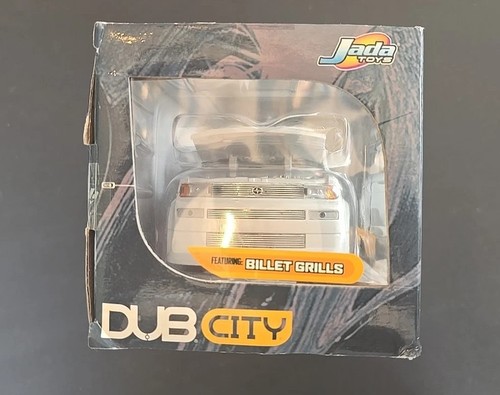 Jada
TOYS
FEATURING: BILLET GRILLS
DUB CITY